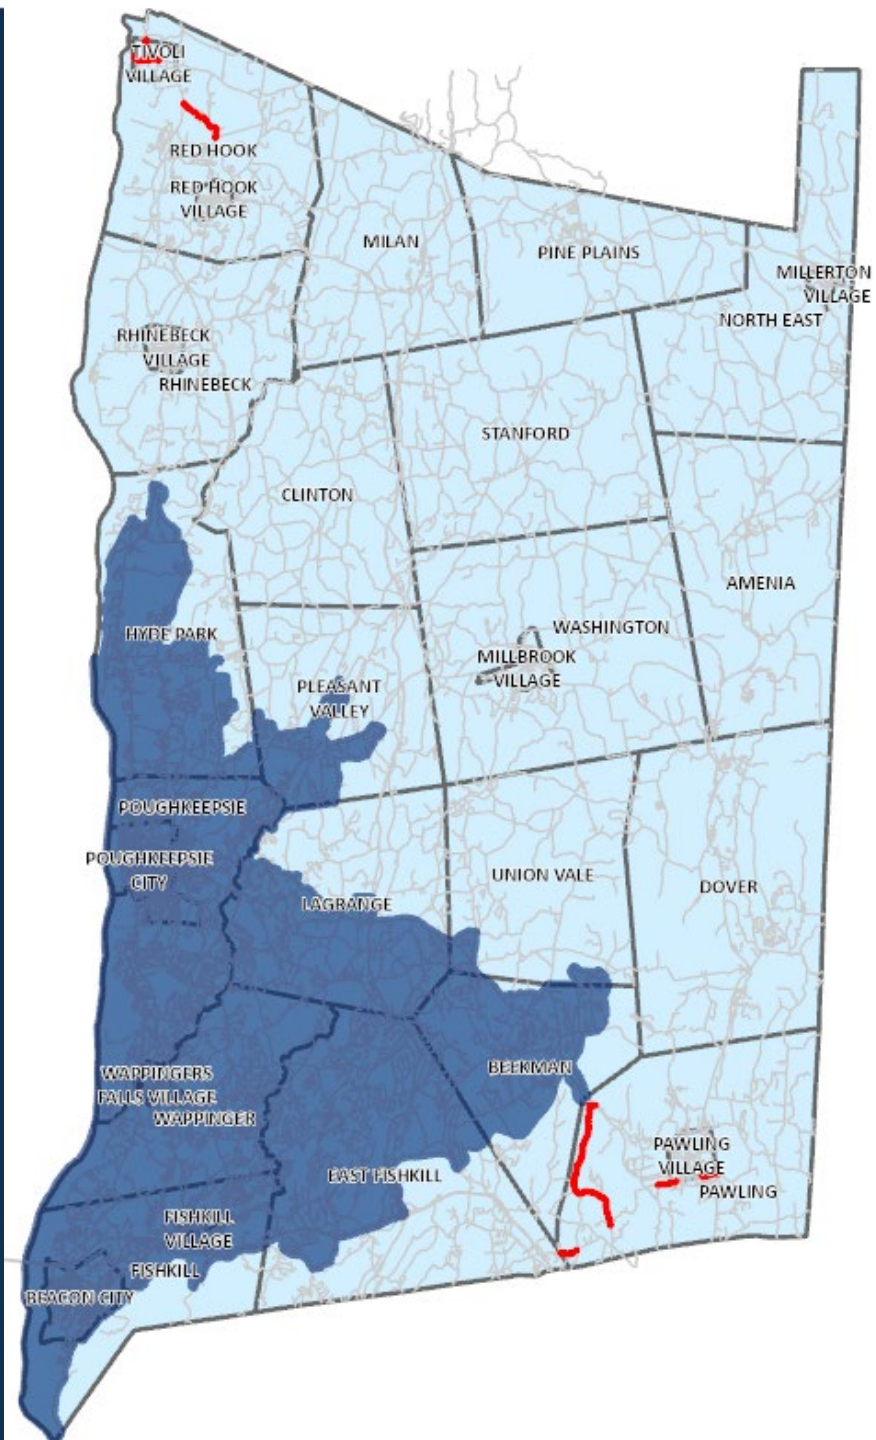 TIVOLI
VILLAGE
RED HOOK
RED HOOK
VILLAGE
MILAN
PINE PLAINS
MILLERTON
VILLAGE
NORTH EAST
RHINEBECK
VILLAGE
RHINEBECK
STANFORD
CLINTON
AMENIA
HYDE PARK
WASHINGTON
MILLBROOK
VILLAGE
PLEASANT
VALLEY
POUGHKEEPSIE
POUGHKEEPSIE
CITY
LAGRANGE
UNION VALE
DOVER
WAPPINGERS
FALLS VILLAGE
WAPPINGER
BEEKMAN
PAWLING
VILLAGE
PAWLING
EAST FISHKILL
FISHKILL
VILLAGE
FISHKILL
BEACON CITY